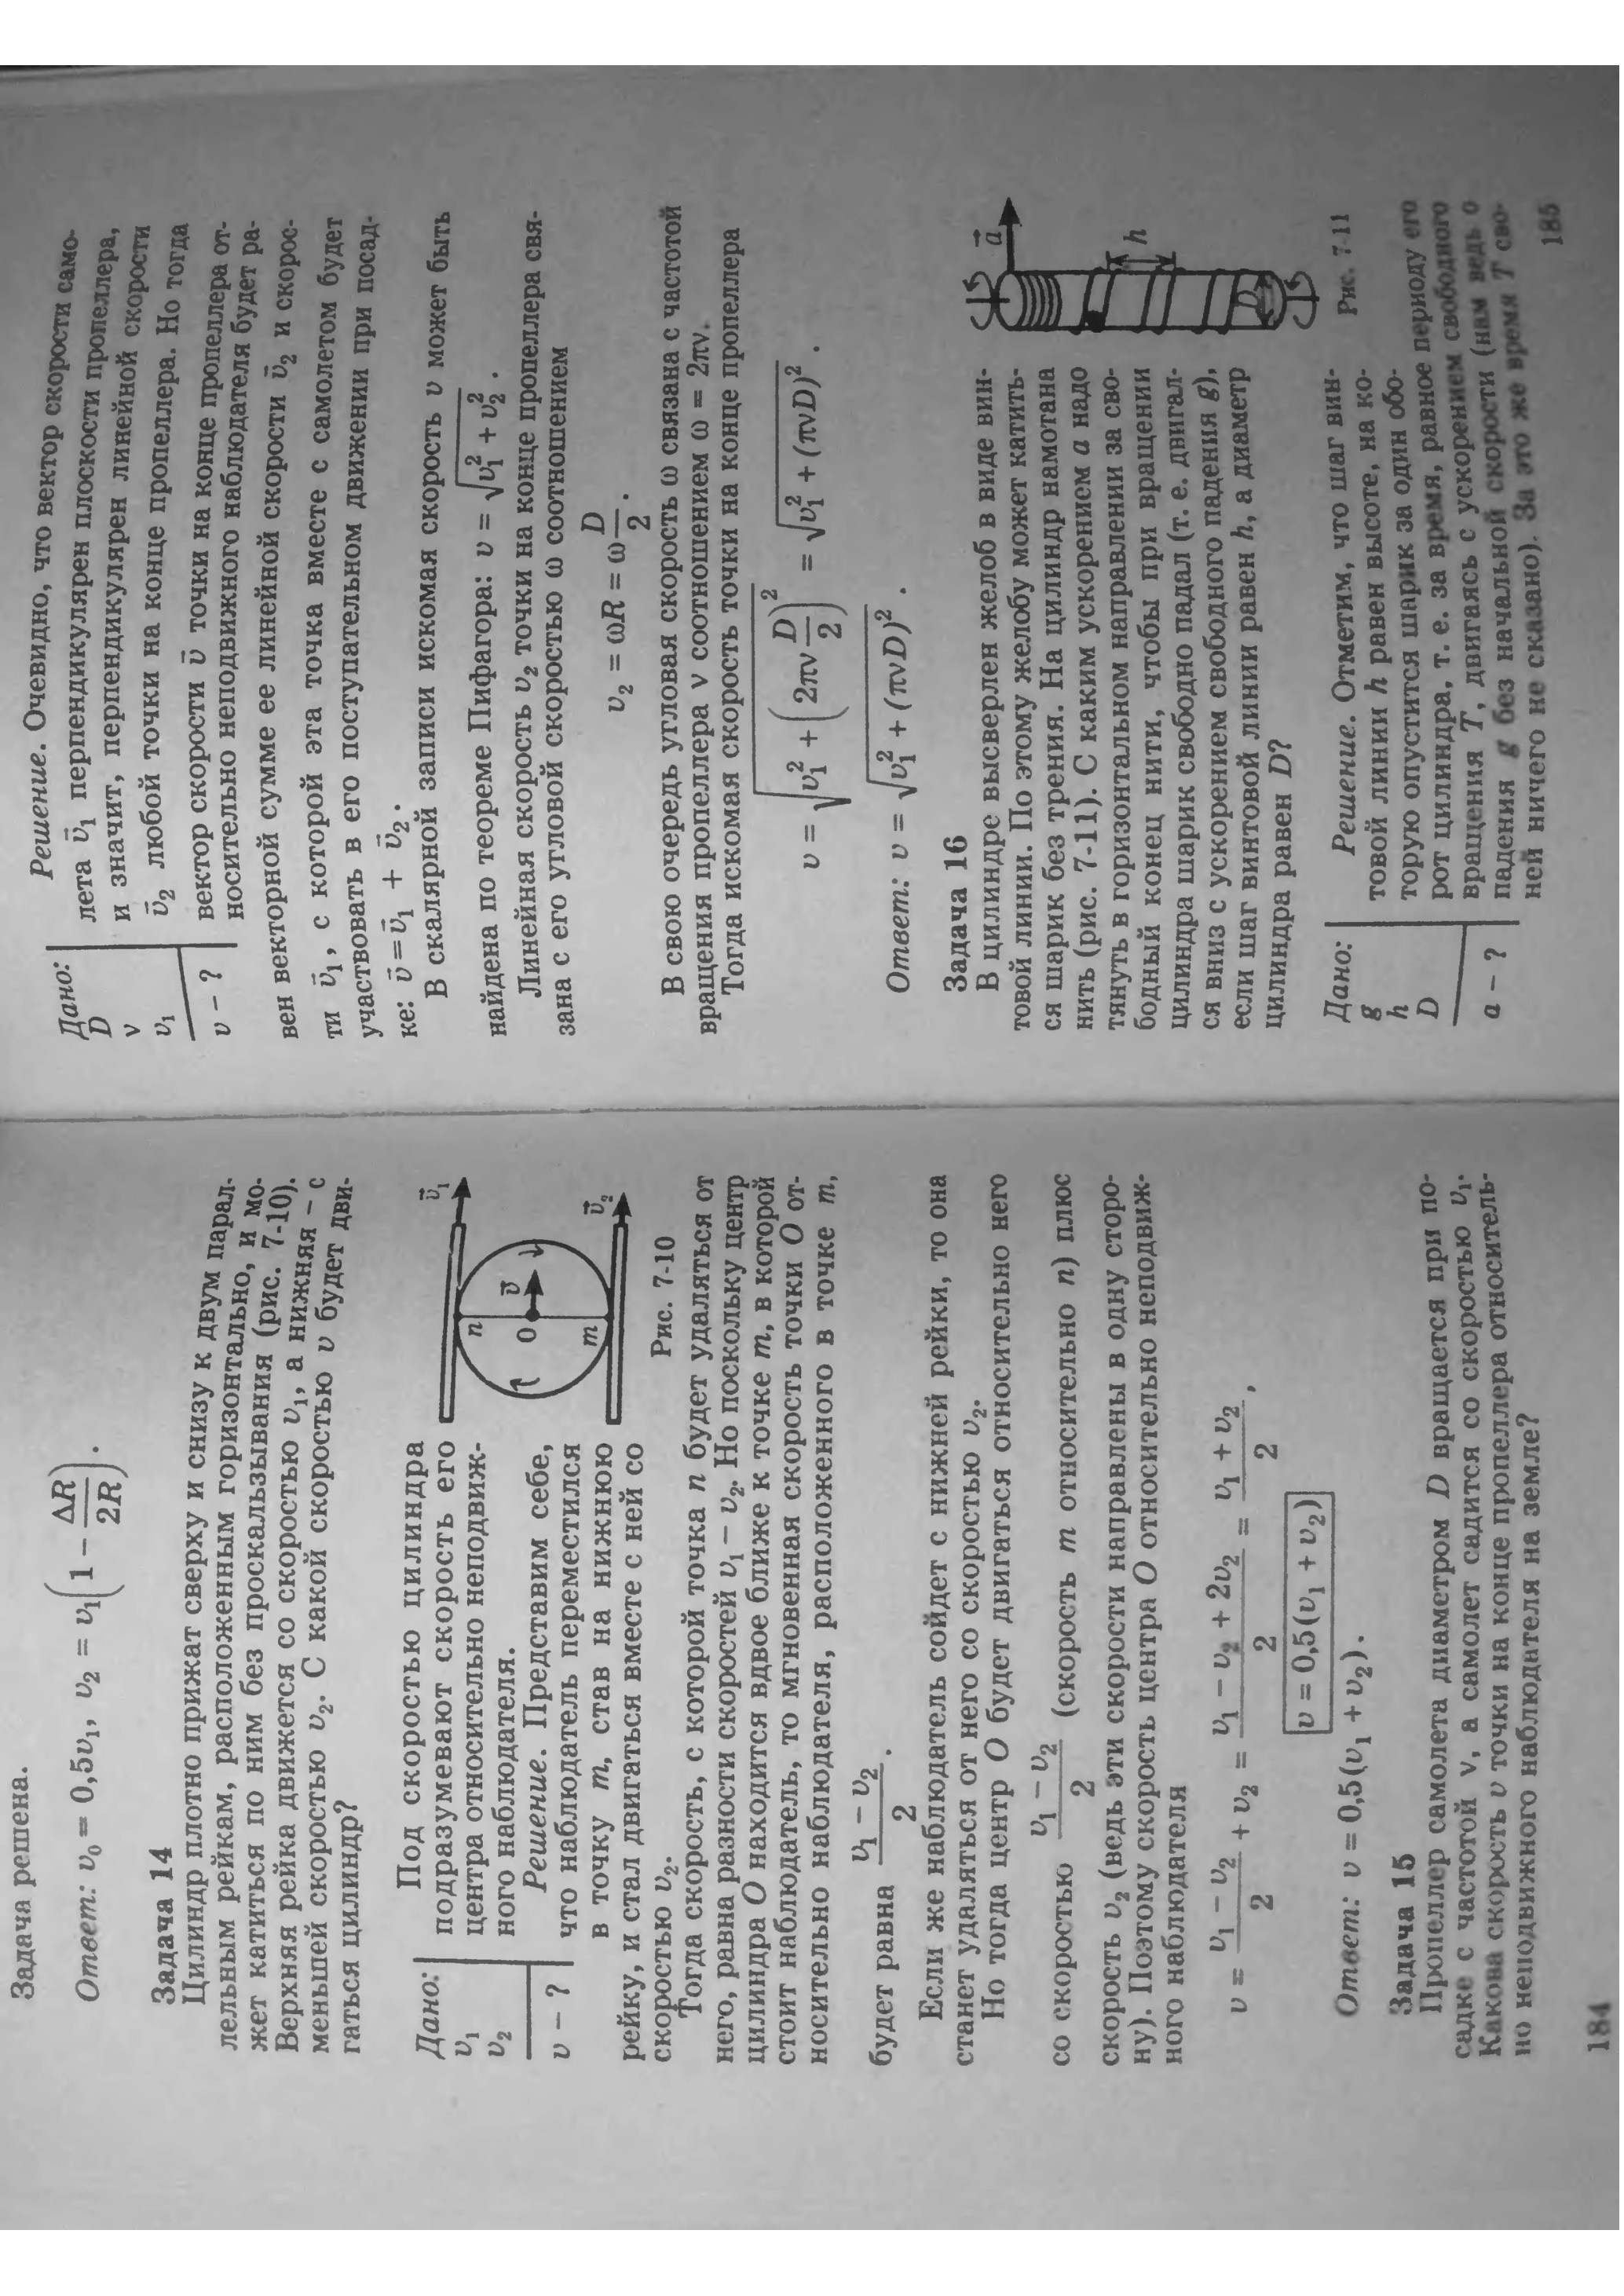 Задача решена.
Ответ: v₀ = 0,5v₁, v₂ = v₁(1 − ΔR/2R).
Задача 14
Цилиндр плотно прижат сверху и снизу к двум парал-
лельным рейкам, расположенным горизонтально, и мо-
жет катиться по ним без проскальзывания (рис. 7-10).
Верхняя рейка движется со скоростью v₁, а нижняя – с
меньшей скоростью v₂. С какой скоростью v будет дви-
гаться цилиндр?
Дано:
v₁
v₂
v – ?
Под скоростью цилиндра
подразумевают скорость его
центра относительно неподвиж-
ного наблюдателя.
Решение. Представим себе,
что наблюдатель переместился
в точку m, став на нижнюю
рейку, и стал двигаться вместе с ней со
скоростью v₂.
n
O
m
v⃗
v⃗₁
v⃗₂
Рис. 7-10
Тогда скорость, с которой точка n будет удаляться от
него, равна разности скоростей v₁ – v₂. Но поскольку центр
цилиндра O находится вдвое ближе к точке m, в которой
стоит наблюдатель, то мгновенная скорость точки O от-
носительно наблюдателя, расположенного в точке m,
будет равна (v₁ − v₂)/2.
Если же наблюдатель сойдет с нижней рейки, то она
станет удаляться от него со скоростью v₂.
Но тогда центр O будет двигаться относительно него
со скоростью (v₁ − v₂)/2 (скорость m относительно n) плюс
скорость v₂ (ведь эти скорости направлены в одну сторо-
ну). Поэтому скорость центра O относительно неподвиж-
ного наблюдателя
v = (v₁ − v₂)/2 + v₂ = (v₁ − v₂ + 2v₂)/2 = (v₁ + v₂)/2,
v = 0,5(v₁ + v₂)
Ответ: v = 0,5(v₁ + v₂).
Задача 15
Пропеллер самолета диаметром D вращается при по-
садке с частотой ν, а самолет садится со скоростью v₁.
Какова скорость v точки на конце пропеллера относитель-
но неподвижного наблюдателя на земле?
184
Дано:
D
ν
v₁
v – ?
Решение. Очевидно, что вектор скорости само-
лета v⃗₁ перпендикулярен плоскости пропеллера,
и значит, перпендикулярен линейной скорости
v⃗₂ любой точки на конце пропеллера. Но тогда
вектор скорости v⃗ точки на конце пропеллера от-
носительно неподвижного наблюдателя будет ра-
вен векторной сумме ее линейной скорости v⃗₂ и скорос-
ти v⃗₁, с которой эта точка вместе с самолетом будет
участвовать в его поступательном движении при посад-
ке: v⃗ = v⃗₁ + v⃗₂.
В скалярной записи искомая скорость v может быть
найдена по теореме Пифагора: v = √(v₁² + v₂²).
Линейная скорость v₂ точки на конце пропеллера свя-
зана с его угловой скоростью ω соотношением
v₂ = ωR = ω D/2.
В свою очередь угловая скорость ω связана с частотой
вращения пропеллера ν соотношением ω = 2πν.
Тогда искомая скорость точки на конце пропеллера
v = √(v₁² + (2πν D/2)²) = √(v₁² + (πνD)²).
Ответ: v = √(v₁² + (πνD)²).
Задача 16
В цилиндре высверлен желоб в виде вин-
товой линии. По этому желобу может катить-
ся шарик без трения. На цилиндр намотана
нить (рис. 7-11). С каким ускорением a надо
тянуть в горизонтальном направлении за сво-
бодный конец нити, чтобы при вращении
цилиндра шарик свободно падал (т. е. двигал-
ся вниз с ускорением свободного падения g),
если шаг винтовой линии равен h, а диаметр
цилиндра равен D?
a⃗
h
D
Рис. 7-11
Дано:
g
h
D
a – ?
Решение. Отметим, что шаг вин-
товой линии h равен высоте, на ко-
торую опустится шарик за один обо-
рот цилиндра, т. е. за время, равное периоду его
вращения T, двигаясь с ускорением свободного
падения g без начальной скорости (нам ведь о
ней ничего не сказано). За это же время T сво-
185